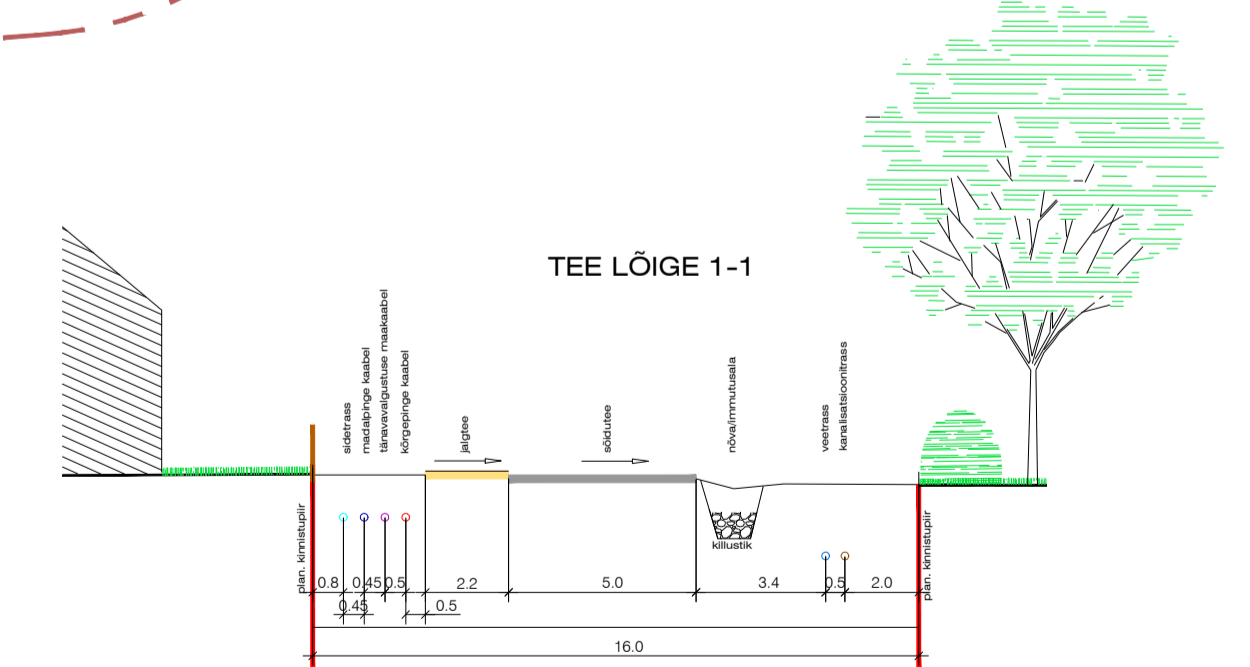 TEE LÕIGE 1-1
sidetrass
madalpinge kaabel
tänavavalgustuse maakaabel
kõrgepinge kaabel
jalgtee
sõidutee
nõva/immutusala
veetrass
kanalisatsioonitrass
plan. kinnistupiir
killustik
plan. kinnistupiir
0.8 0.45 0.5 2.2 5.0 3.4 0.5 2.0
0.45 0.5
16.0